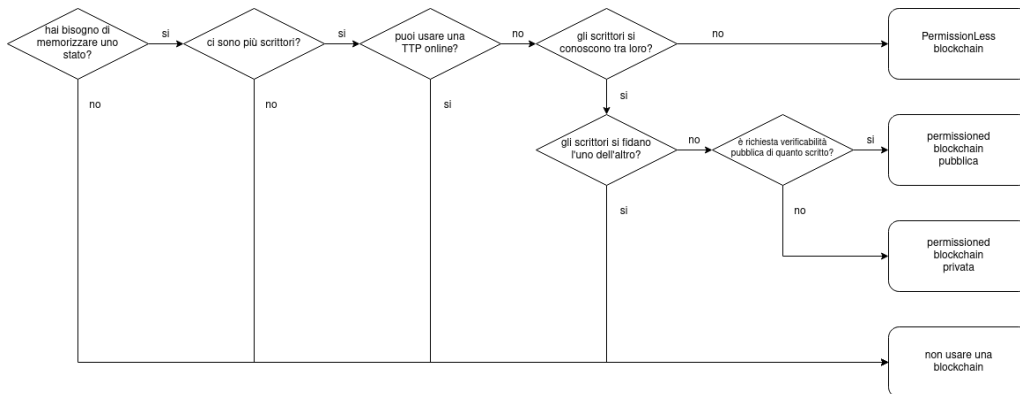 hai bisogno di
memorizzare uno
stato?
si
ci sono più scrittori?
si
puoi usare una
TTP online?
no
gli scrittori si
conoscono tra loro?
no
PermissionLess
blockchain
no
no
si
si
gli scrittori si fidano
l'uno dell'altro?
no
è richiesta verificabilità
pubblica di quanto scritto?
si
permissioned
blockchain
pubblica
si
no
permissioned
blockchain
privata
non usare una
blockchain